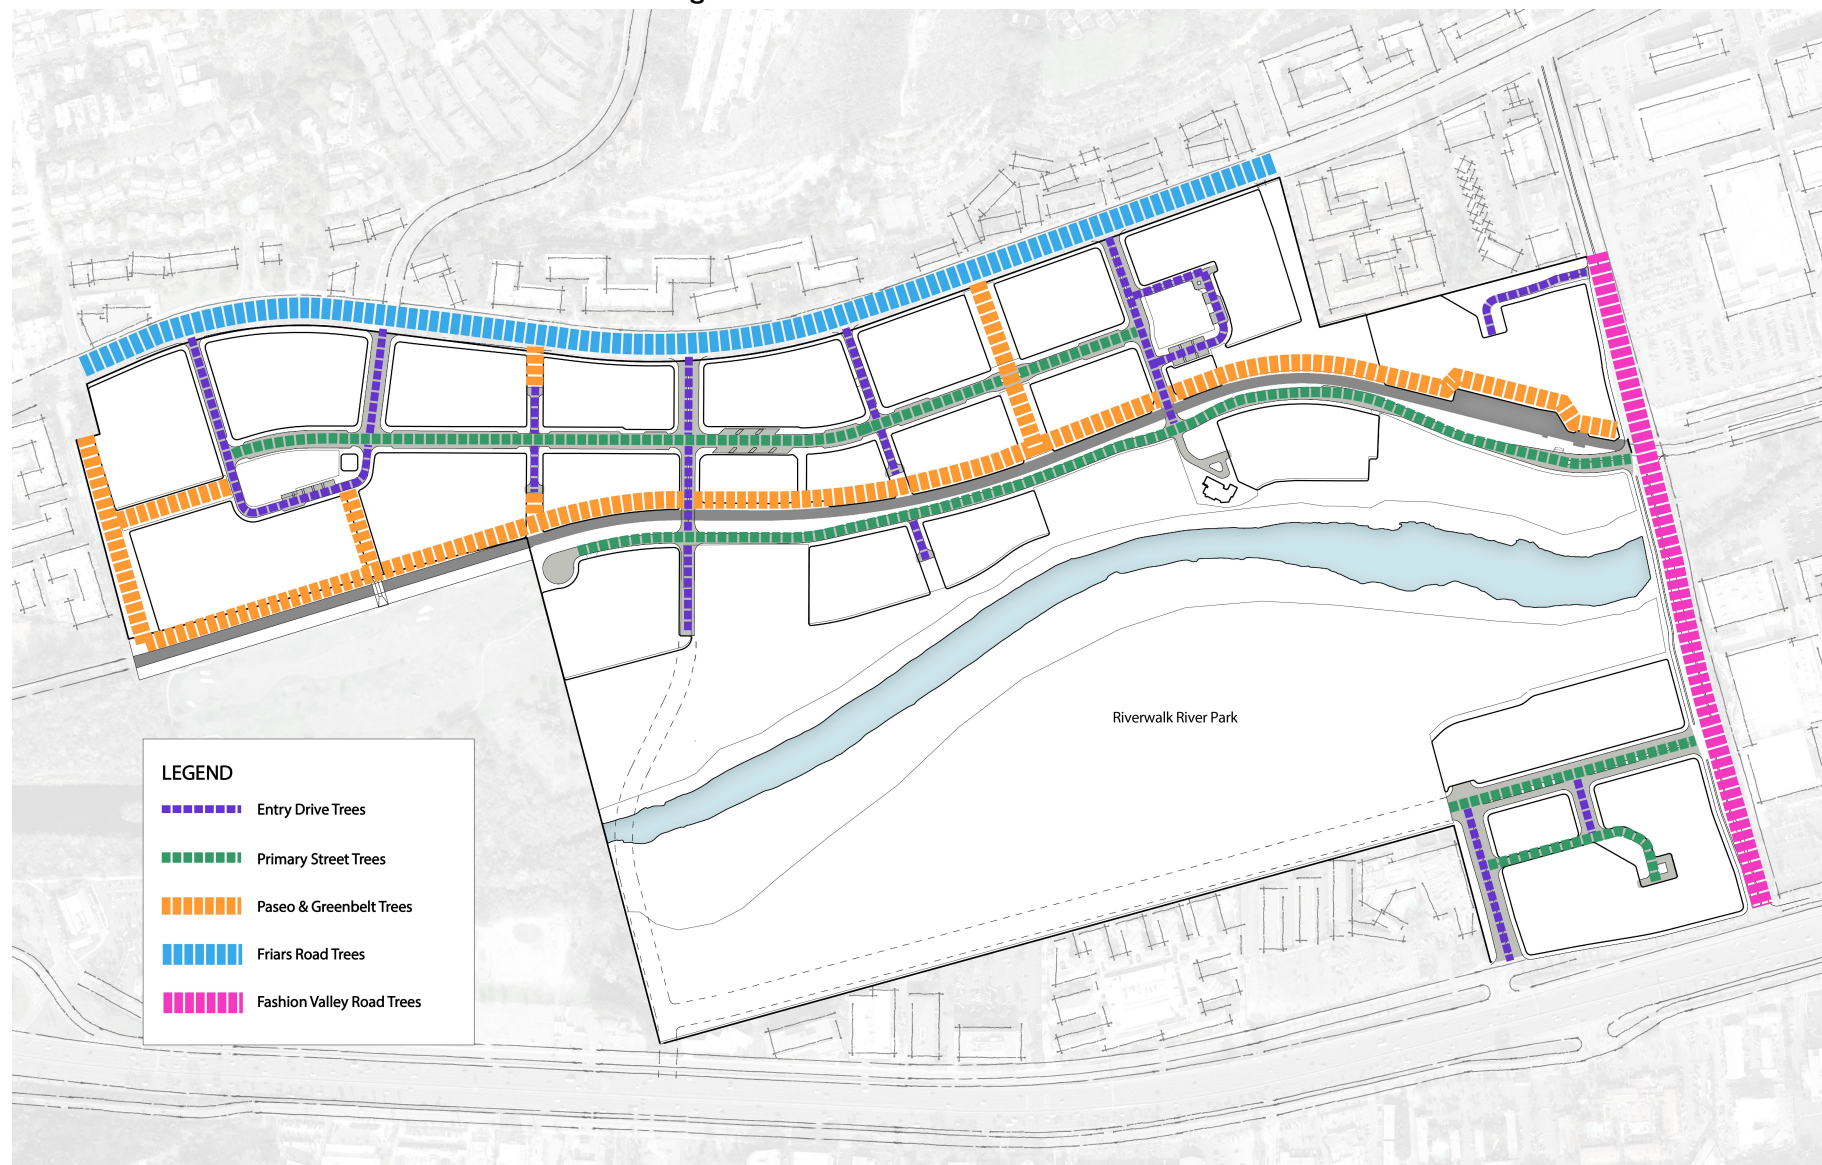 Riverwalk River Park
LEGEND
Entry Drive Trees
Primary Street Trees
Paseo & Greenbelt Trees
Friars Road Trees
Fashion Valley Road Trees